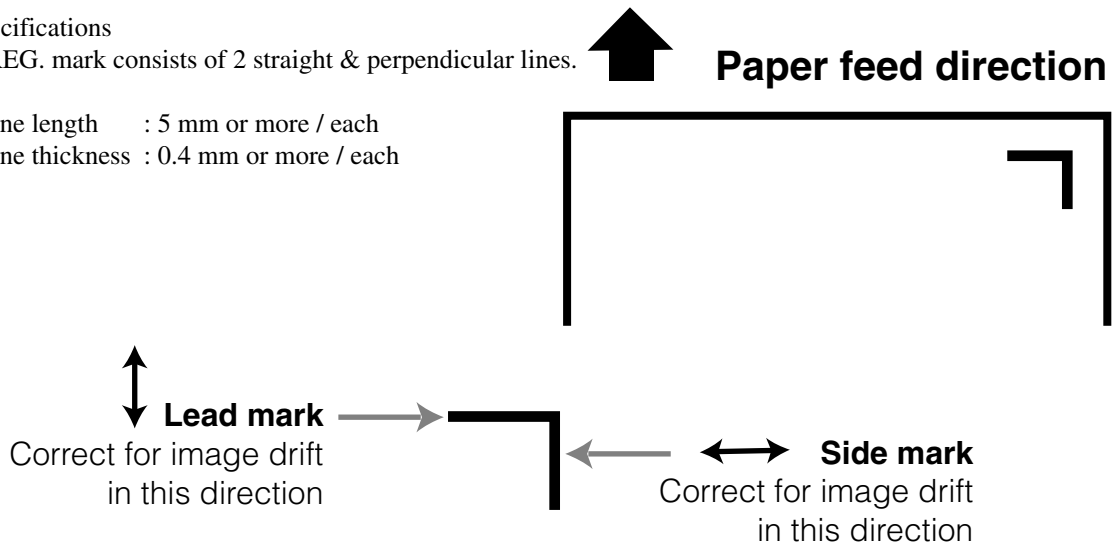 cifications
EG. mark consists of 2 straight & perpendicular lines.
ne length : 5 mm or more / each
ne thickness : 0.4 mm or more / each
Paper feed direction
Lead mark
Correct for image drift
in this direction
Side mark
Correct for image drift
in this direction